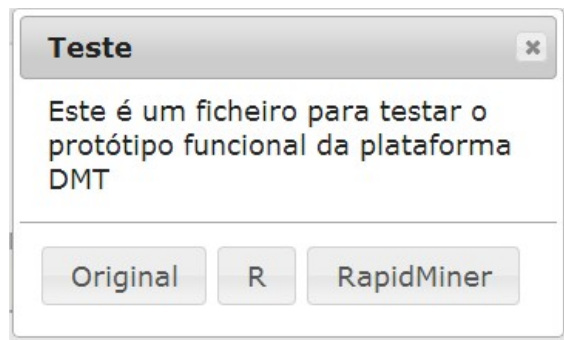 Teste
Este é um ficheiro para testar o
protótipo funcional da plataforma
DMT
Original R RapidMiner